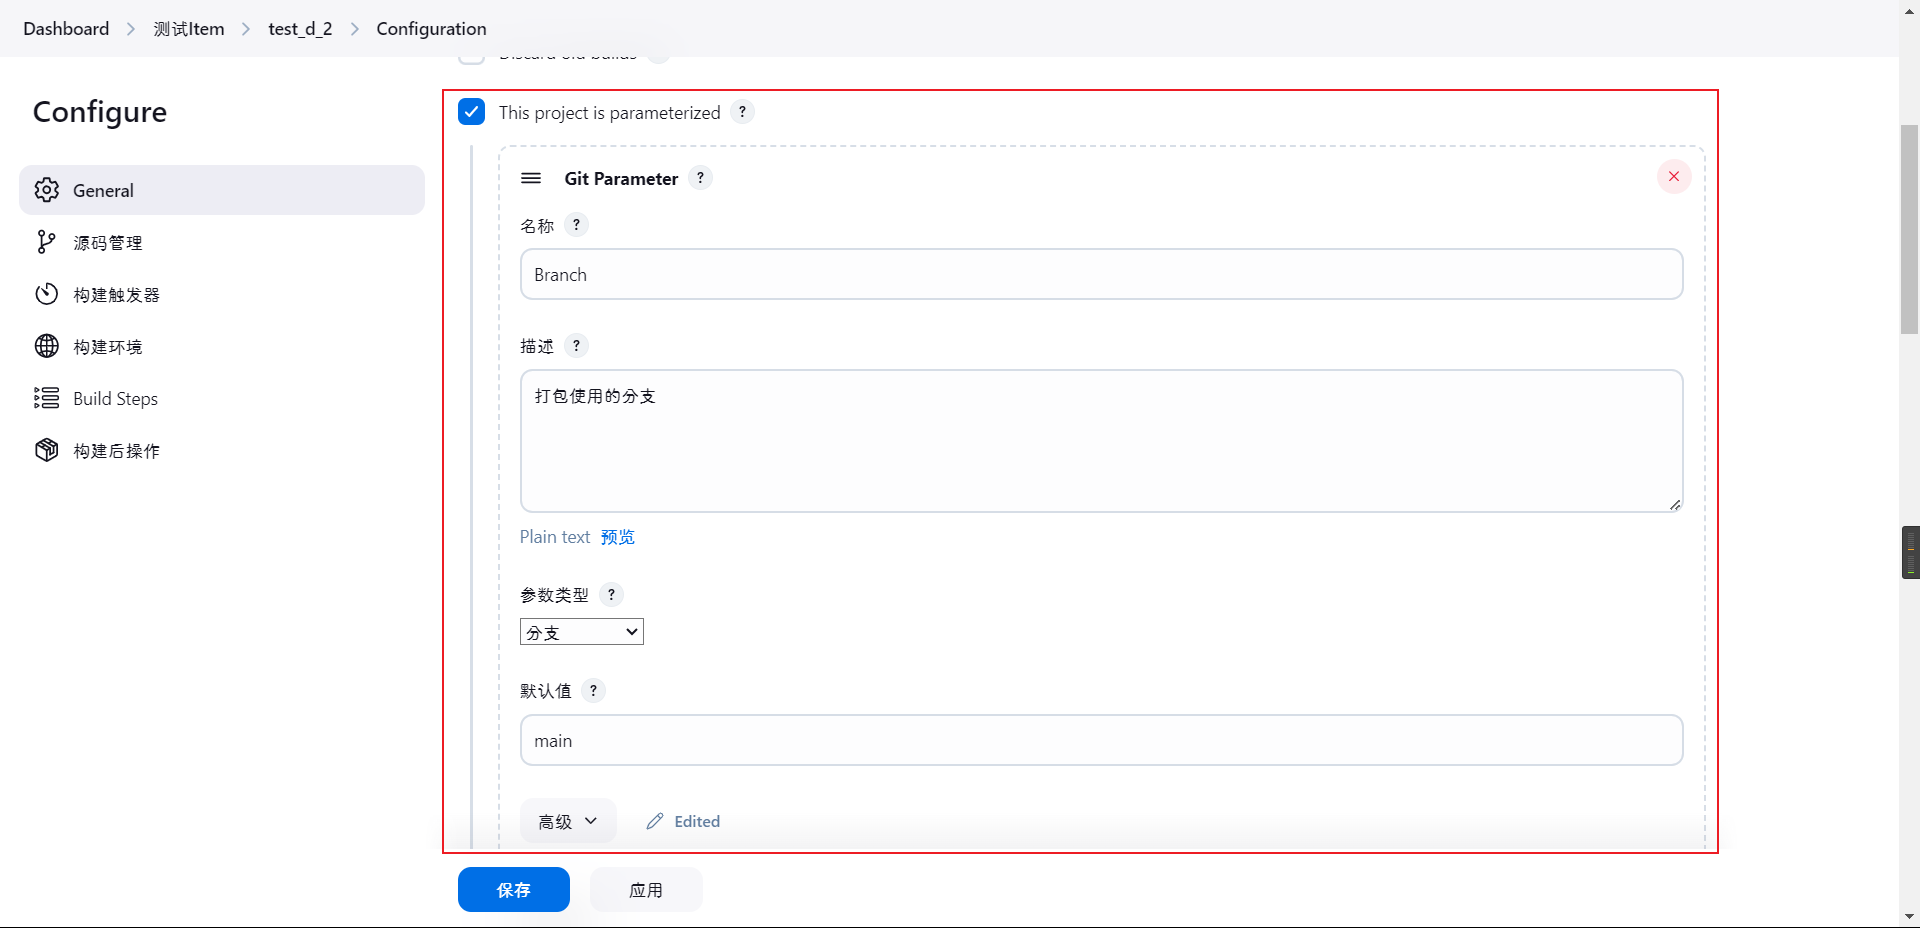 Dashboard
测试Item
test_d_2
Configuration
Discard old builds
Configure
General
源码管理
构建触发器
构建环境
Build Steps
构建后操作
This project is parameterized ?
Git Parameter ?
名称 ?
Branch
描述 ?
打包使用的分支
Plain text 预览
参数类型 ?
分支
默认值 ?
main
高级
Edited
保存
应用